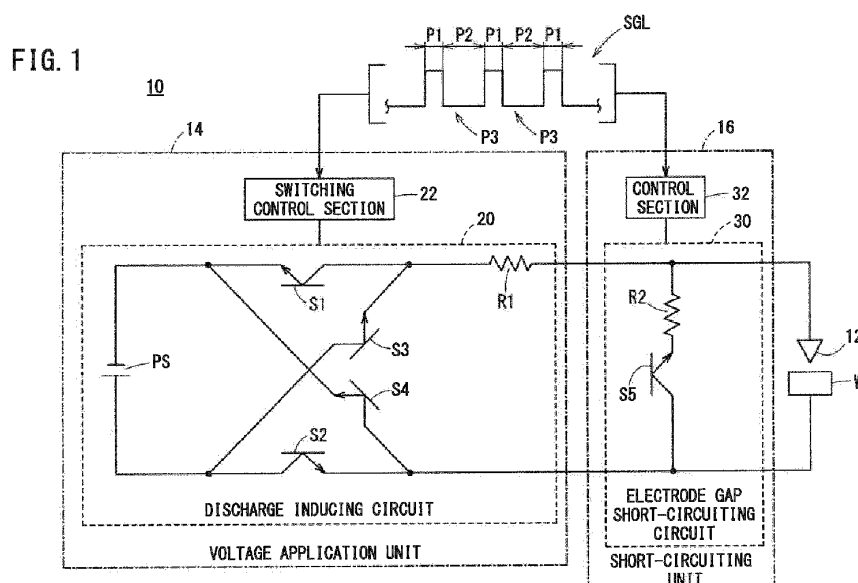 FIG. 1
10
P1 P2 P1 P2 P1
SGL
P3 P3
14
16
SWITCHING
CONTROL SECTION
22
CONTROL
SECTION
32
20
30
S1
R1
R2
S3
12
PS
S4
S5
W
S2
DISCHARGE INDUCING CIRCUIT
ELECTRODE GAP
SHORT-CIRCUITING
CIRCUIT
VOLTAGE APPLICATION UNIT
SHORT-CIRCUITING
UNIT